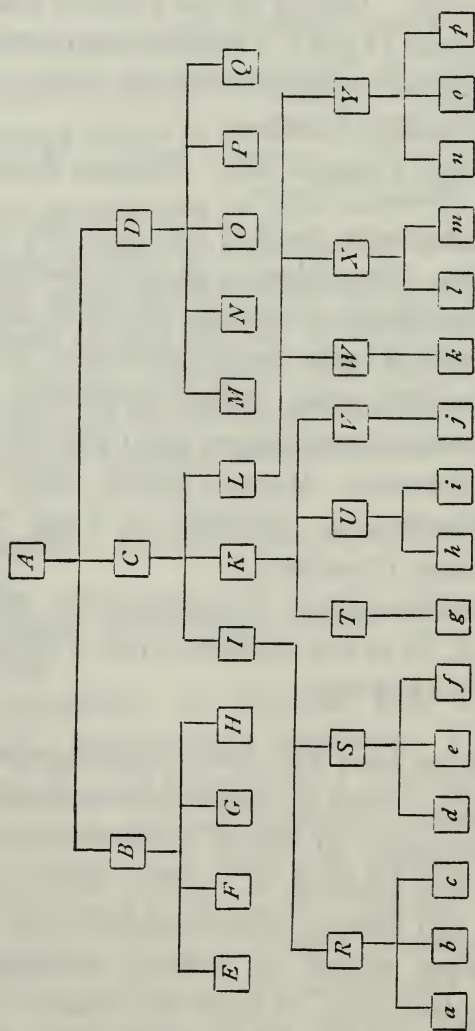 A
B C D
E F G H I K L M N O P Q
R S T U V W X Y
a b c d e f g h i j k l m n o p